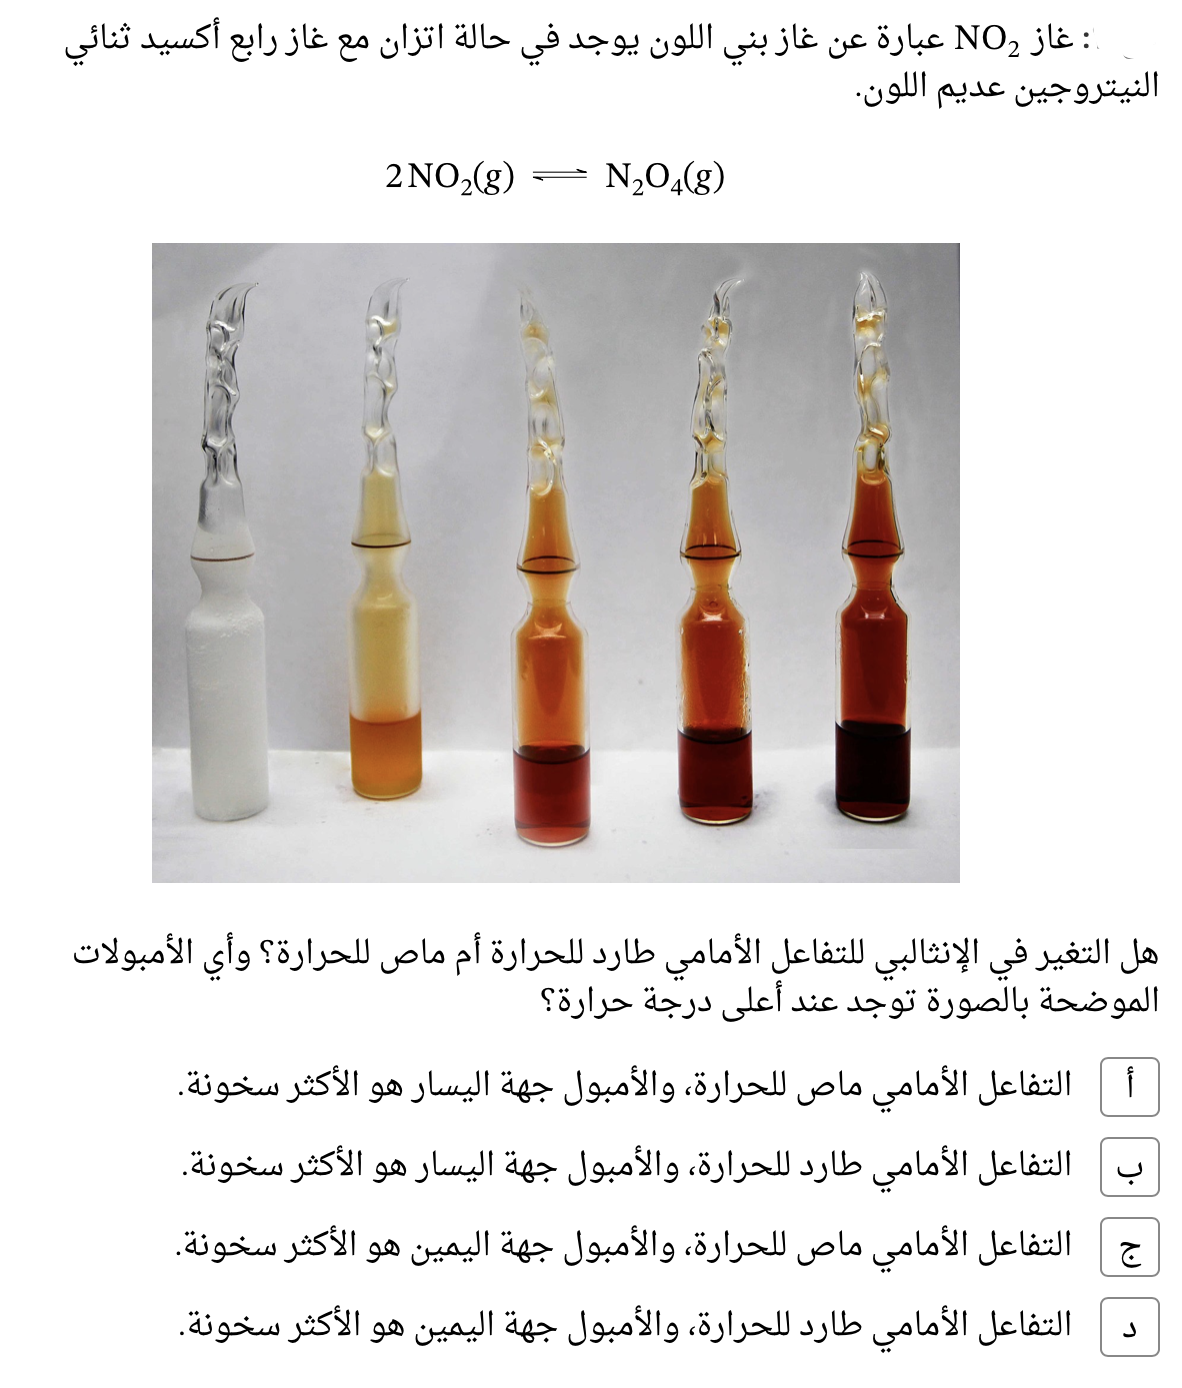 : غاز NO₂ عبارة عن غاز بني اللون يوجد في حالة اتزان مع غاز رابع أكسيد ثنائي
النيتروجين عديم اللون.
2NO₂(g) ⇌ N₂O₄(g)
هل التغير في الإنثالبي للتفاعل الأمامي طارد للحرارة أم ماص للحرارة؟ وأي الأمبولات
الموضحة بالصورة توجد عند أعلى درجة حرارة؟
أ التفاعل الأمامي ماص للحرارة، والأمبول جهة اليسار هو الأكثر سخونة.
ب التفاعل الأمامي طارد للحرارة، والأمبول جهة اليسار هو الأكثر سخونة.
ج التفاعل الأمامي ماص للحرارة، والأمبول جهة اليمين هو الأكثر سخونة.
د التفاعل الأمامي طارد للحرارة، والأمبول جهة اليمين هو الأكثر سخونة.